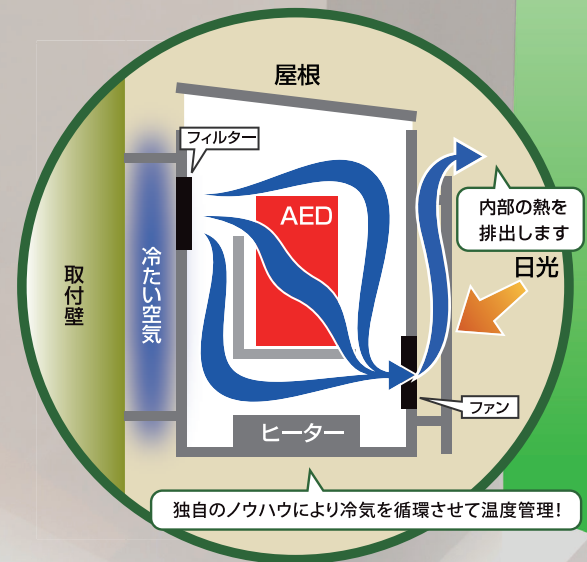 屋根
フィルター
AED
内部の熱を
排出します
日光
取付壁
冷たい空気
ファン
ヒーター
独自のノウハウにより冷気を循環させて温度管理!